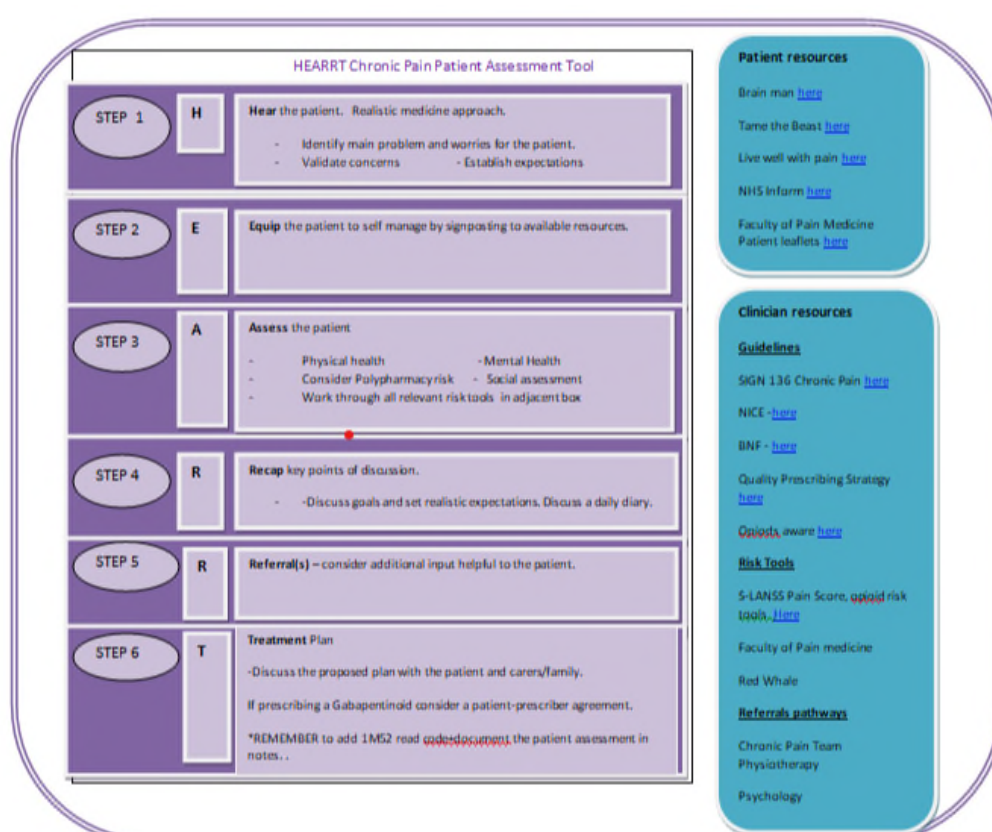 HEARRT Chronic Pain Patient Assessment Tool
STEP 1
H
Hear the patient. Realistic medicine approach.
- Identify main problem and worries for the patient.
- Validate concerns - Establish expectations
STEP 2
E
Equip the patient to self manage by signposting to available resources.
STEP 3
A
Assess the patient
- Physical health - Mental Health
- Consider Polypharmacy risk - Social assessment
- Work through all relevant risk tools in adjacent box
STEP 4
R
Recap key points of discussion.
- -Discuss goals and set realistic expectations. Discuss a daily diary.
STEP 5
R
Referral(s) – consider additional input helpful to the patient.
STEP 6
T
Treatment Plan
-Discuss the proposed plan with the patient and carers/family.
If prescribing a Gabapentinoid consider a patient-prescriber agreement.
*REMEMBER to add 1M52 read code+document the patient assessment in
notes. .
Patient resources
Brain man here
Tame the Beast here
Live well with pain here
NHS Inform here
Faculty of Pain Medicine
Patient leaflets here
Clinician resources
Guidelines
SIGN 136 Chronic Pain here
NICE -here
BNF - here
Quality Prescribing Strategy
here
Opiods aware here
Risk Tools
S-LANSS Pain Score, opioid risk
tools. Here
Faculty of Pain medicine
Red Whale
Referrals pathways
Chronic Pain Team
Physiotherapy
Psychology